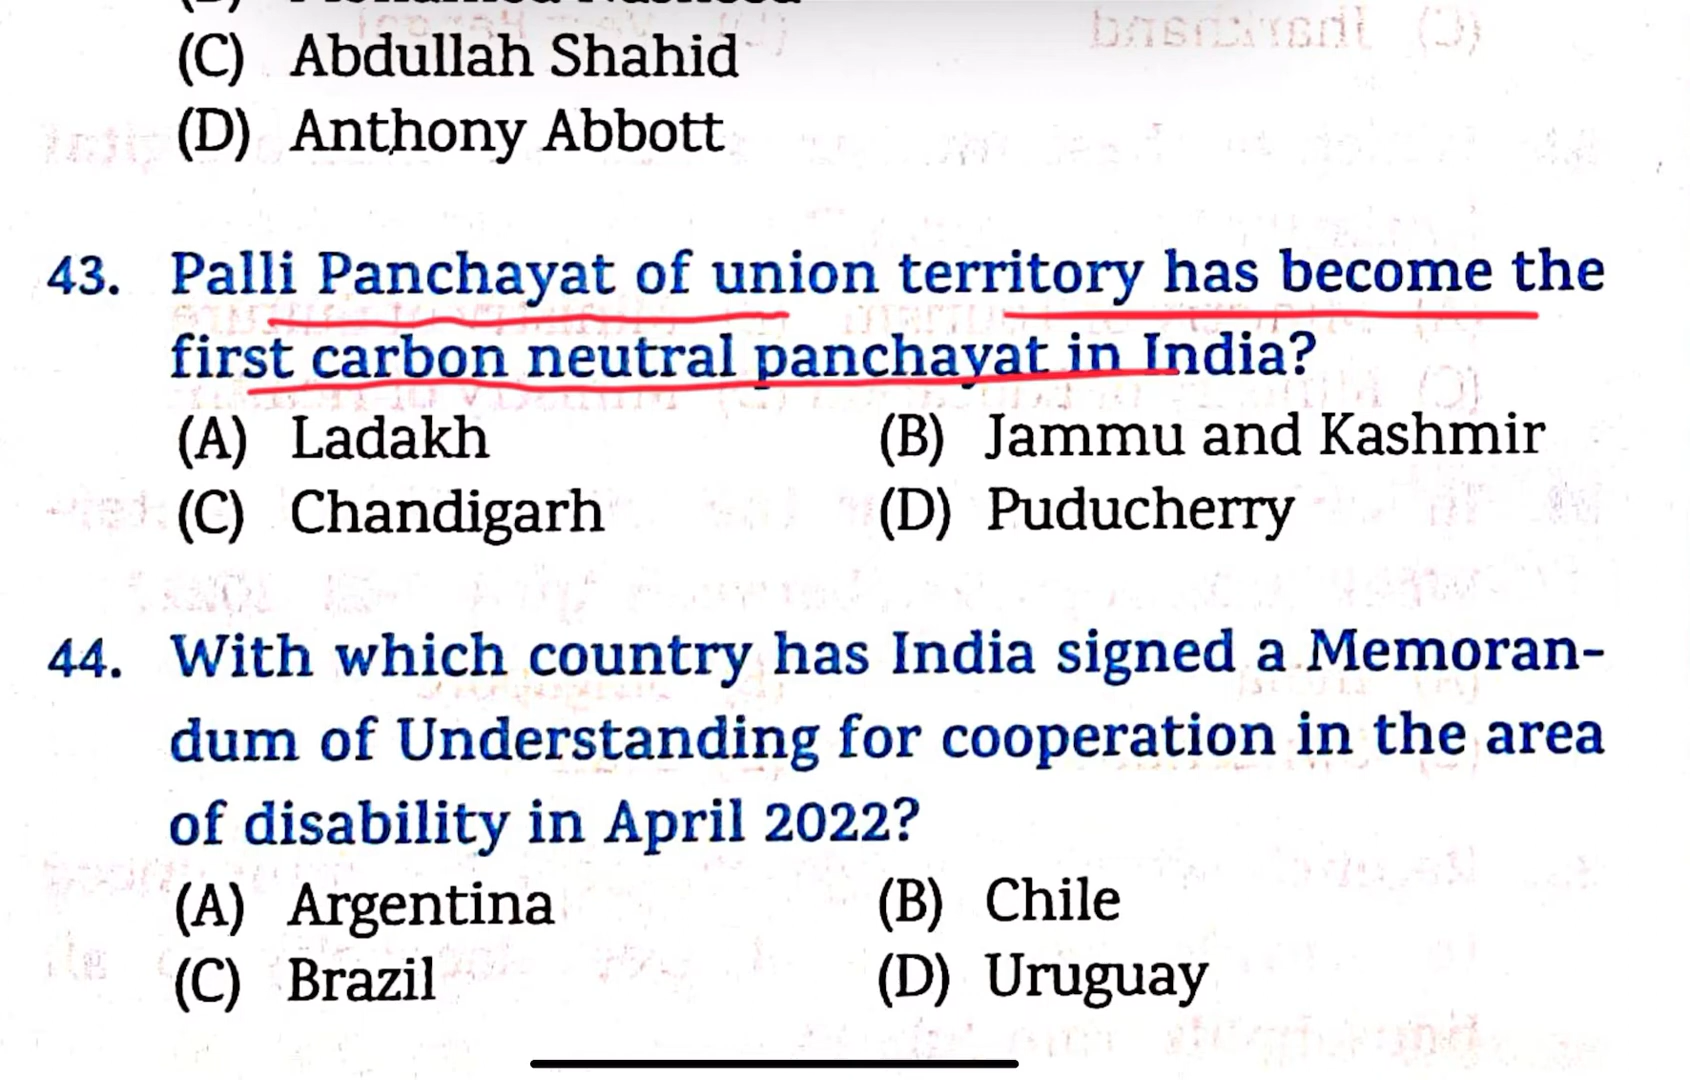 (C) Abdullah Shahid
(D) Anthony Abbott
43. Palli Panchayat of union territory has become the
first carbon neutral panchayat in India?
(A) Ladakh (B) Jammu and Kashmir
(C) Chandigarh (D) Puducherry
44. With which country has India signed a Memoran-
dum of Understanding for cooperation in the area
of disability in April 2022?
(A) Argentina (B) Chile
(C) Brazil (D) Uruguay